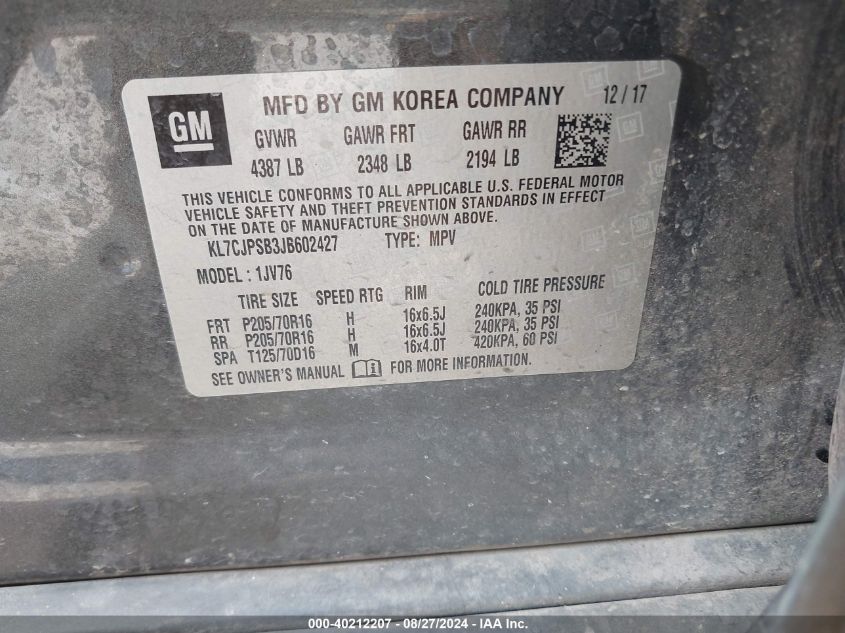 GM MFD BY GM KOREA COMPANY 12 / 17
GVWR GAWR FRT GAWR RR
4387 LB 2348 LB 2194 LB
THIS VEHICLE CONFORMS TO ALL APPLICABLE U.S. FEDERAL MOTOR
VEHICLE SAFETY AND THEFT PREVENTION STANDARDS IN EFFECT
ON THE DATE OF MANUFACTURE SHOWN ABOVE.
KL7CJPSB3JB602427 TYPE: MPV
MODEL : 1JV76
TIRE SIZE SPEED RTG RIM COLD TIRE PRESSURE
FRT P205/70R16 H 16x6.5J 240KPA, 35 PSI
RR P205/70R16 H 16x6.5J 240KPA, 35 PSI
SPA T125/70D16 M 16x4.0T 420KPA, 60 PSI
SEE OWNER'S MANUAL FOR MORE INFORMATION.
000-40212207 - 08/27/2024 - IAAI Inc.